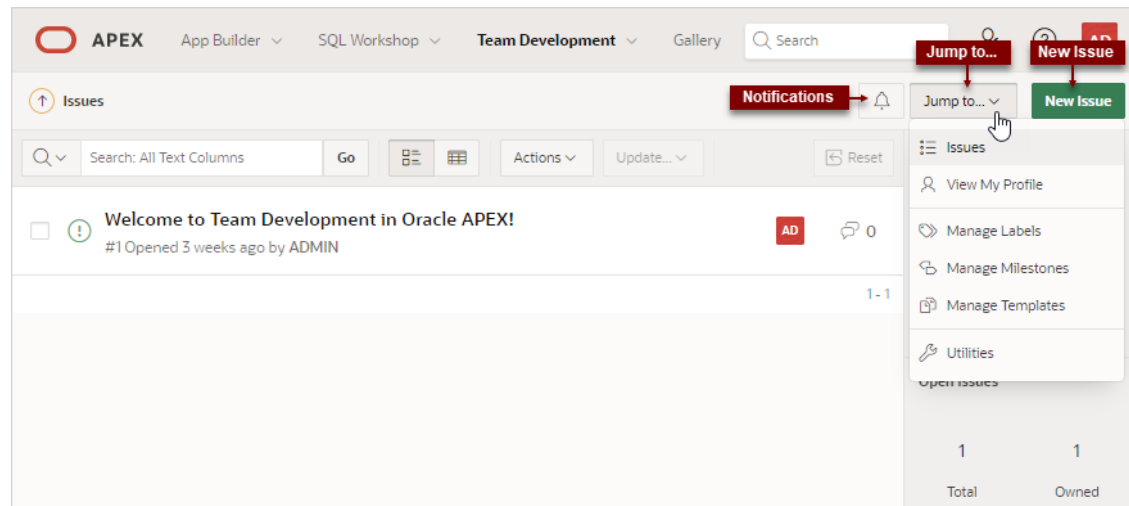 APEX App Builder SQL Workshop Team Development Gallery Search AD
Jump to... New Issue
Issues Notifications Jump to... New Issue
Search: All Text Columns Go Actions Update... Reset
Issues
View My Profile
Welcome to Team Development in Oracle APEX!
#1 Opened 3 weeks ago by ADMIN
AD 0
Manage Labels
Manage Milestones
1 - 1
Manage Templates
Utilities
Open Issues
1 1
Total Owned